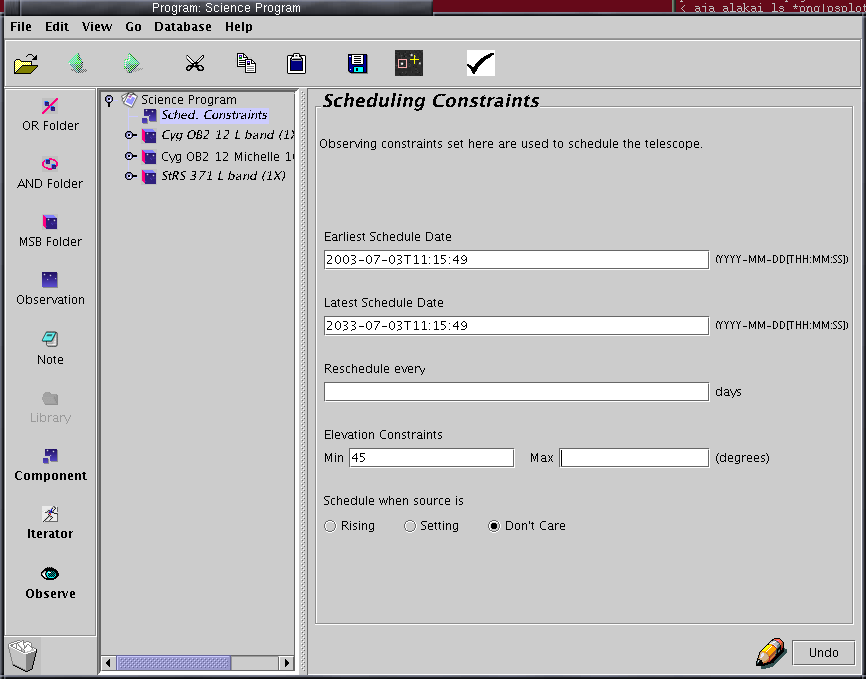 Program: Science Program
< aja alakai ls *png|psplot
File Edit View Go Database Help
OR Folder
AND Folder
MSB Folder
Observation
Note
Library
Component
Iterator
Observe
Science Program
Sched. Constraints
Cyg OB2 12 L band (1X
Cyg OB2 12 Michelle 1
StRS 371 L band (1X)
Scheduling Constraints
Observing constraints set here are used to schedule the telescope.
Earliest Schedule Date
2003-07-03T11:15:49 (YYYY-MM-DD[THH:MM:SS])
Latest Schedule Date
2033-07-03T11:15:49 (YYYY-MM-DD[THH:MM:SS])
Reschedule every
days
Elevation Constraints
Min 45 Max (degrees)
Schedule when source is
Rising Setting Don't Care
Undo